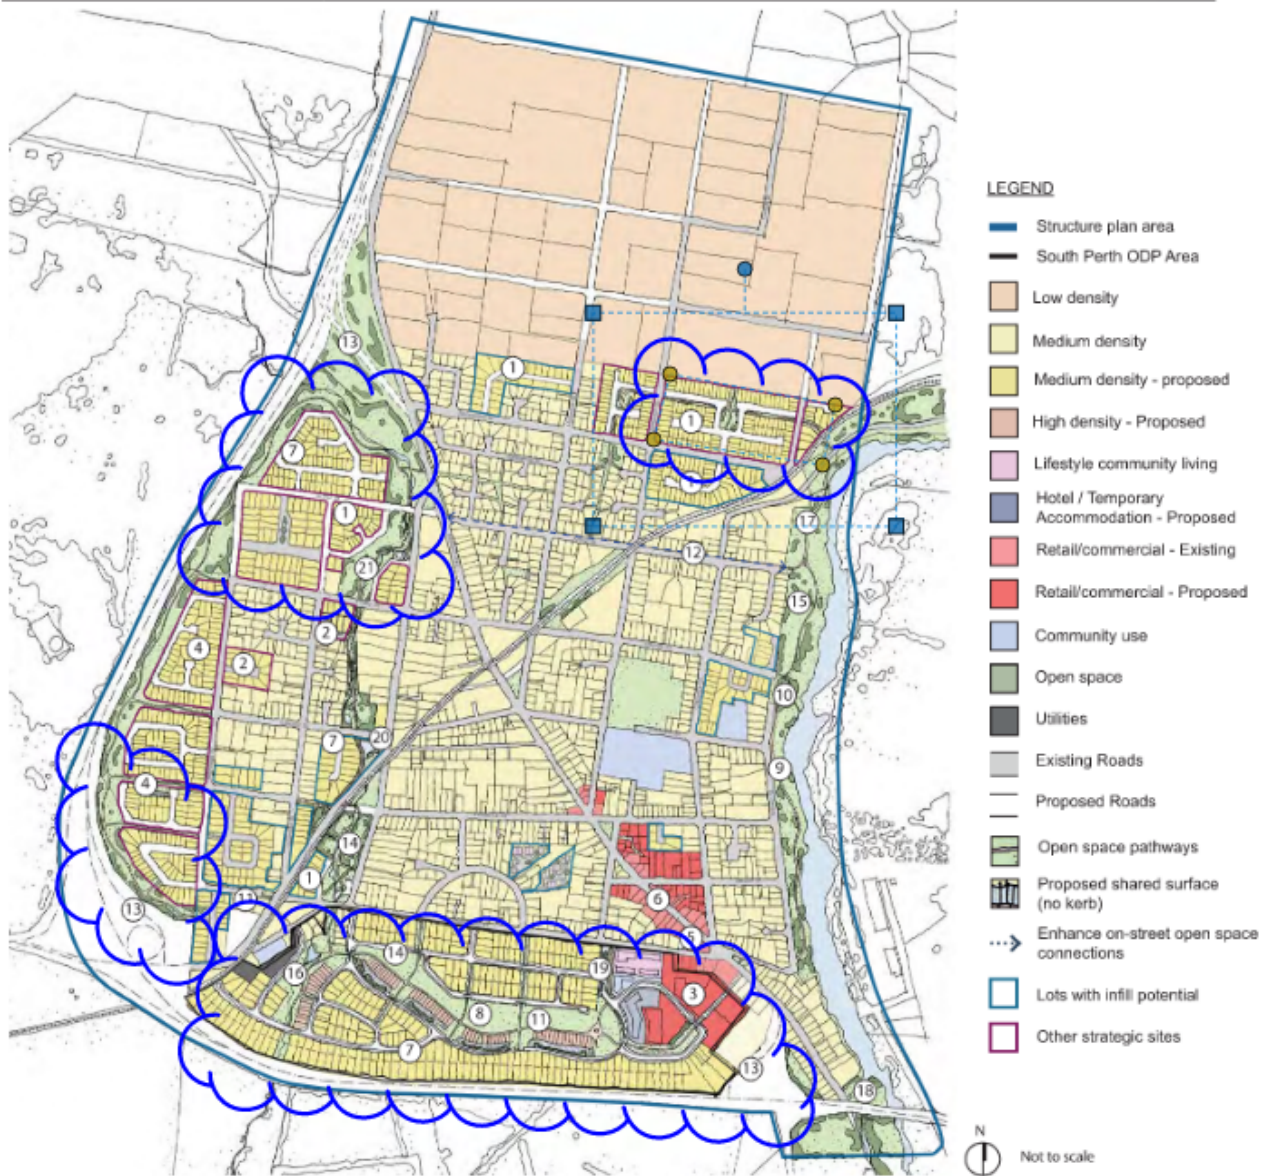 LEGEND
Structure plan area
South Perth ODP Area
Low density
Medium density
Medium density - proposed
High density - Proposed
Lifestyle community living
Hotel / Temporary
Accommodation - Proposed
Retail/commercial - Existing
Retail/commercial - Proposed
Community use
Open space
Utilities
Existing Roads
Proposed Roads
Open space pathways
Proposed shared surface
(no kerb)
Enhance on-street open space
connections
Lots with infill potential
Other strategic sites
N
Not to scale
13
1
1
7
1
17
12
21
15
2
4
2
10
7
20
9
4
14
1
6
13
5
14
19
16
3
8
11
7
13
18